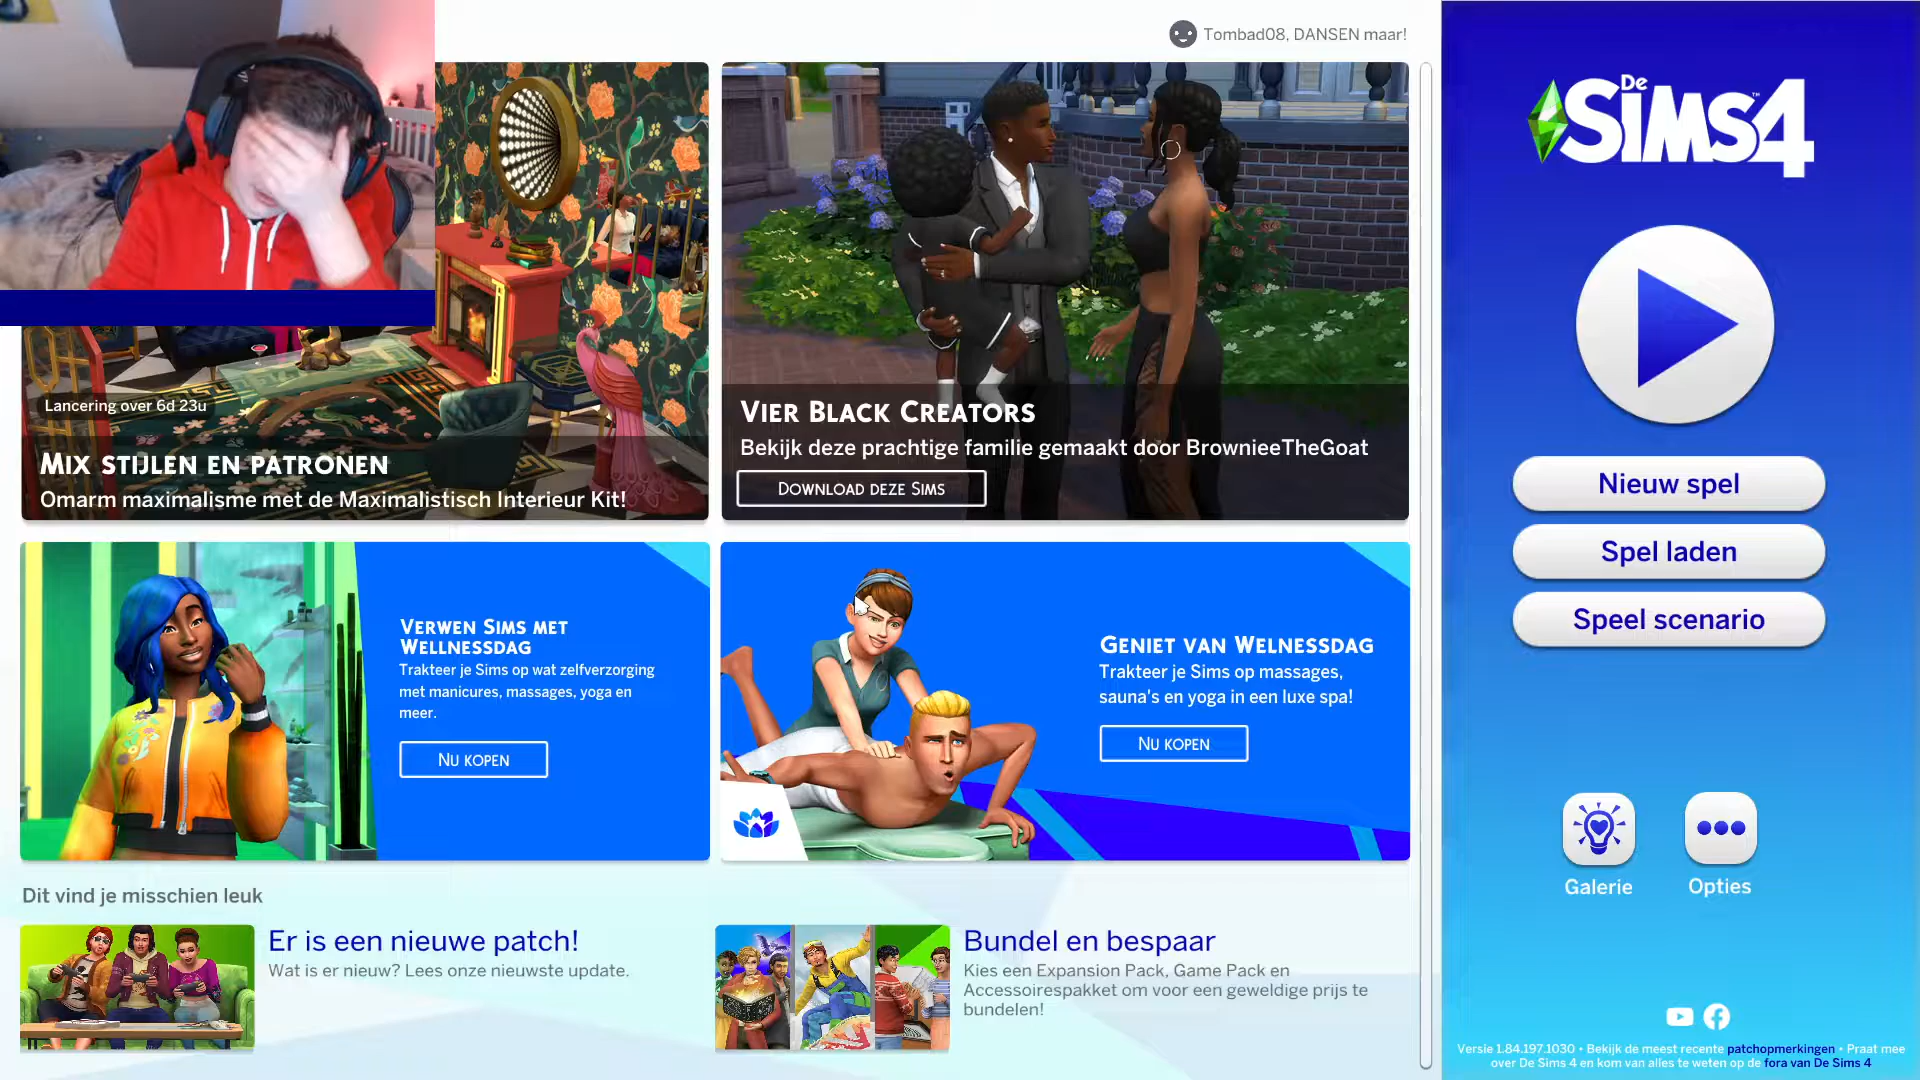 Tombad08, DANSEN maar!
De
SiMS4
™
Lancering over 6d 23u
Mix stijlen en patronen
Omarm maximalisme met de Maximalistisch Interieur Kit!
Vier Black Creators
Bekijk deze prachtige familie gemaakt door BrownieeTheGoat
Download deze Sims
Nieuw spel
Spel laden
Speel scenario
Verwen Sims met
Wellnessdag
Trakteer je Sims op wat zelfverzorging
met manicures, massages, yoga en
meer.
Nu kopen
Geniet van Welnessdag
Trakteer je Sims op massages,
sauna's en yoga in een luxe spa!
Nu kopen
Galerie
Opties
Dit vind je misschien leuk
Er is een nieuwe patch!
Wat is er nieuw? Lees onze nieuwste update.
Bundel en bespaar
Kies een Expansion Pack, Game Pack en
Accessoirespakket om voor een geweldige prijs te
bundelen!
Versie 1.84.197.1030 • Bekijk de meest recente patchopmerkingen • Praat mee
over De Sims 4 en kom van alles te weten op de fora van De Sims 4